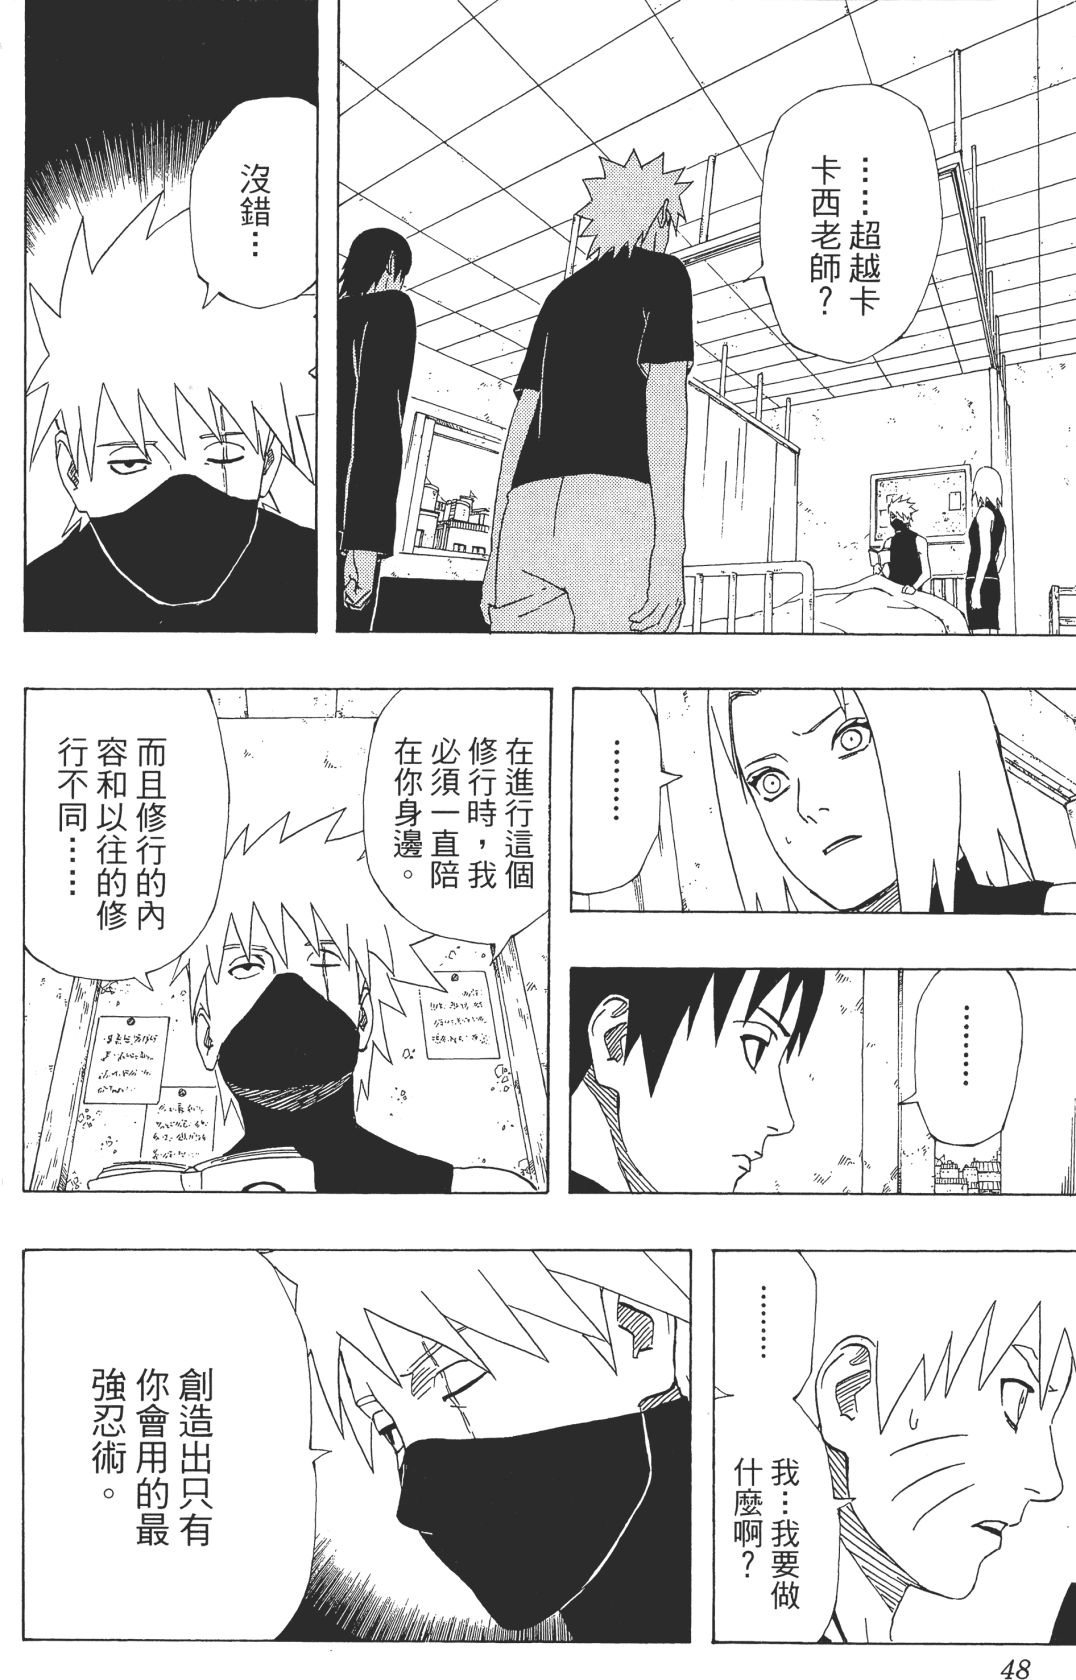 ……超越卡
卡西老師？
沒錯…
………
在進行這個
修行時，我
必須一直陪
在你身邊。
而且修行的內
容和以往的修
行不同……
………
………
我…我要做
什麼啊？
創造出只有
你會用的最
強忍術。
48